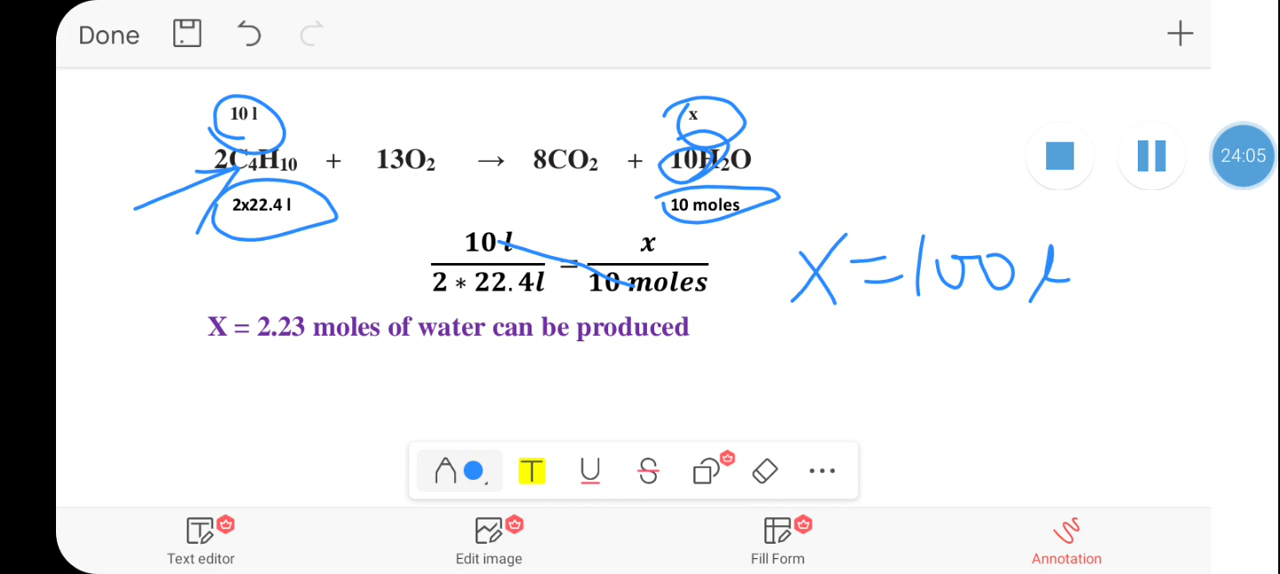 Done
24:05
10 l x
2C₄H₁₀ + 13O₂ → 8CO₂ + 10H₂O
2x22.4 l 10 moles
10 l / 2 * 22.4l = x / 10 moles
X = 100 l
X = 2.23 moles of water can be produced
T U S
Text editor Edit image Fill Form Annotation